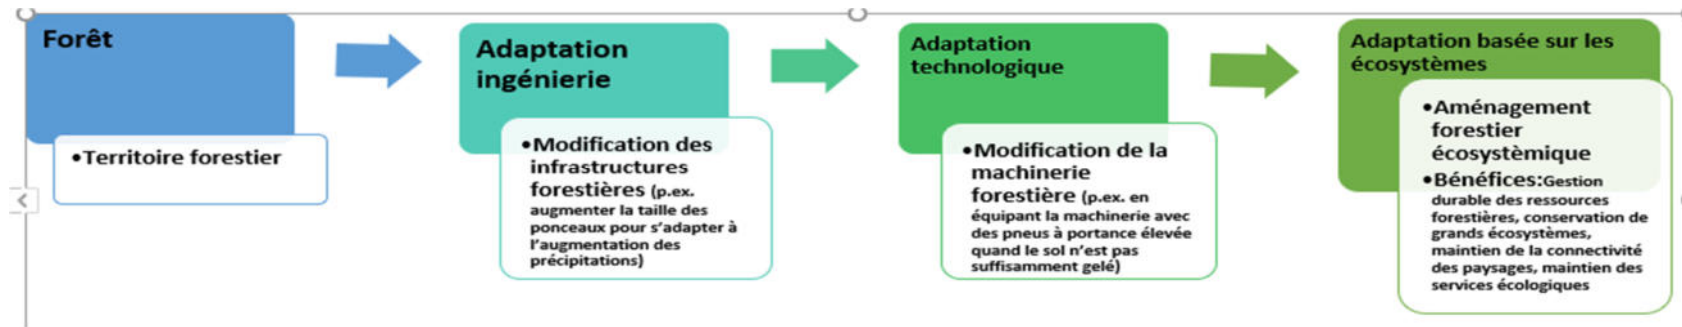 Forêt
•Territoire forestier
Adaptation
ingénierie
•Modification des
infrastructures
forestières (p.ex.
augmenter la taille des
ponceaux pour s'adapter à
l'augmentation des
précipitations)
Adaptation
technologique
•Modification de la
machinerie
forestière (p.ex. en
équipant la machinerie avec
des pneus à portance élevée
quand le sol n'est pas
suffisamment gelé)
Adaptation basée sur les
écosystèmes
•Aménagement
forestier
écosystèmique
•Bénéfices:Gestion
durable des ressources
forestières, conservation de
grands écosystèmes,
maintien de la connectivité
des paysages, maintien des
services écologiques